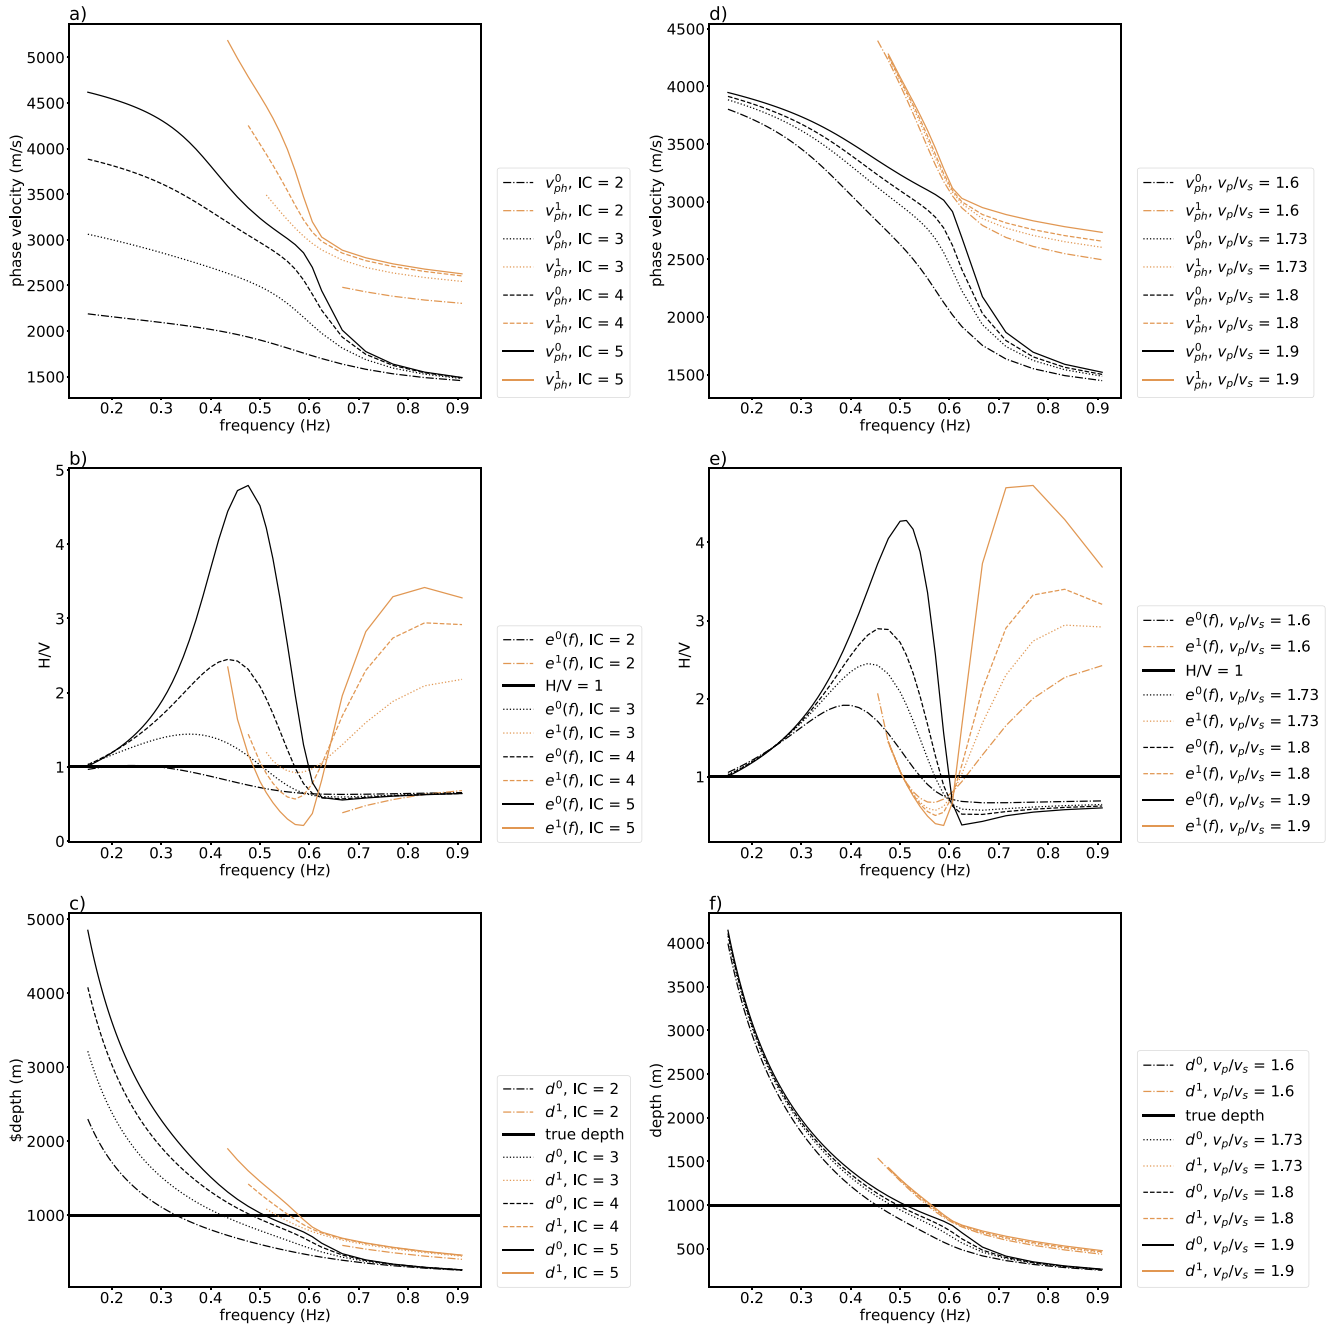 a)
5000
4500
4000
3500
3000
2500
2000
1500
phase velocity (m/s)
0.2 0.3 0.4 0.5 0.6 0.7 0.8 0.9
frequency (Hz)
v⁰ₚₕ, IC = 2
v¹ₚₕ, IC = 2
v⁰ₚₕ, IC = 3
v¹ₚₕ, IC = 3
v⁰ₚₕ, IC = 4
v¹ₚₕ, IC = 4
v⁰ₚₕ, IC = 5
v¹ₚₕ, IC = 5
d)
4500
4000
3500
3000
2500
2000
1500
phase velocity (m/s)
0.2 0.3 0.4 0.5 0.6 0.7 0.8 0.9
frequency (Hz)
v⁰ₚₕ, vₚ/vₛ = 1.6
v¹ₚₕ, vₚ/vₛ = 1.6
v⁰ₚₕ, vₚ/vₛ = 1.73
v¹ₚₕ, vₚ/vₛ = 1.73
v⁰ₚₕ, vₚ/vₛ = 1.8
v¹ₚₕ, vₚ/vₛ = 1.8
v⁰ₚₕ, vₚ/vₛ = 1.9
v¹ₚₕ, vₚ/vₛ = 1.9
b)
5
4
3
2
1
0
H/V
0.2 0.3 0.4 0.5 0.6 0.7 0.8 0.9
frequency (Hz)
e⁰(f), IC = 2
e¹(f), IC = 2
H/V = 1
e⁰(f), IC = 3
e¹(f), IC = 3
e⁰(f), IC = 4
e¹(f), IC = 4
e⁰(f), IC = 5
e¹(f), IC = 5
e)
4
3
2
1
H/V
0.2 0.3 0.4 0.5 0.6 0.7 0.8 0.9
frequency (Hz)
e⁰(f), vₚ/vₛ = 1.6
e¹(f), vₚ/vₛ = 1.6
H/V = 1
e⁰(f), vₚ/vₛ = 1.73
e¹(f), vₚ/vₛ = 1.73
e⁰(f), vₚ/vₛ = 1.8
e¹(f), vₚ/vₛ = 1.8
e⁰(f), vₚ/vₛ = 1.9
e¹(f), vₚ/vₛ = 1.9
c)
5000
4000
3000
2000
1000
0
$depth (m)
0.2 0.3 0.4 0.5 0.6 0.7 0.8 0.9
frequency (Hz)
d⁰, IC = 2
d¹, IC = 2
true depth
d⁰, IC = 3
d¹, IC = 3
d⁰, IC = 4
d¹, IC = 4
d⁰, IC = 5
d¹, IC = 5
f)
4000
3500
3000
2500
2000
1500
1000
500
depth (m)
0.2 0.3 0.4 0.5 0.6 0.7 0.8 0.9
frequency (Hz)
d⁰, vₚ/vₛ = 1.6
d¹, vₚ/vₛ = 1.6
true depth
d⁰, vₚ/vₛ = 1.73
d¹, vₚ/vₛ = 1.73
d⁰, vₚ/vₛ = 1.8
d¹, vₚ/vₛ = 1.8
d⁰, vₚ/vₛ = 1.9
d¹, vₚ/vₛ = 1.9